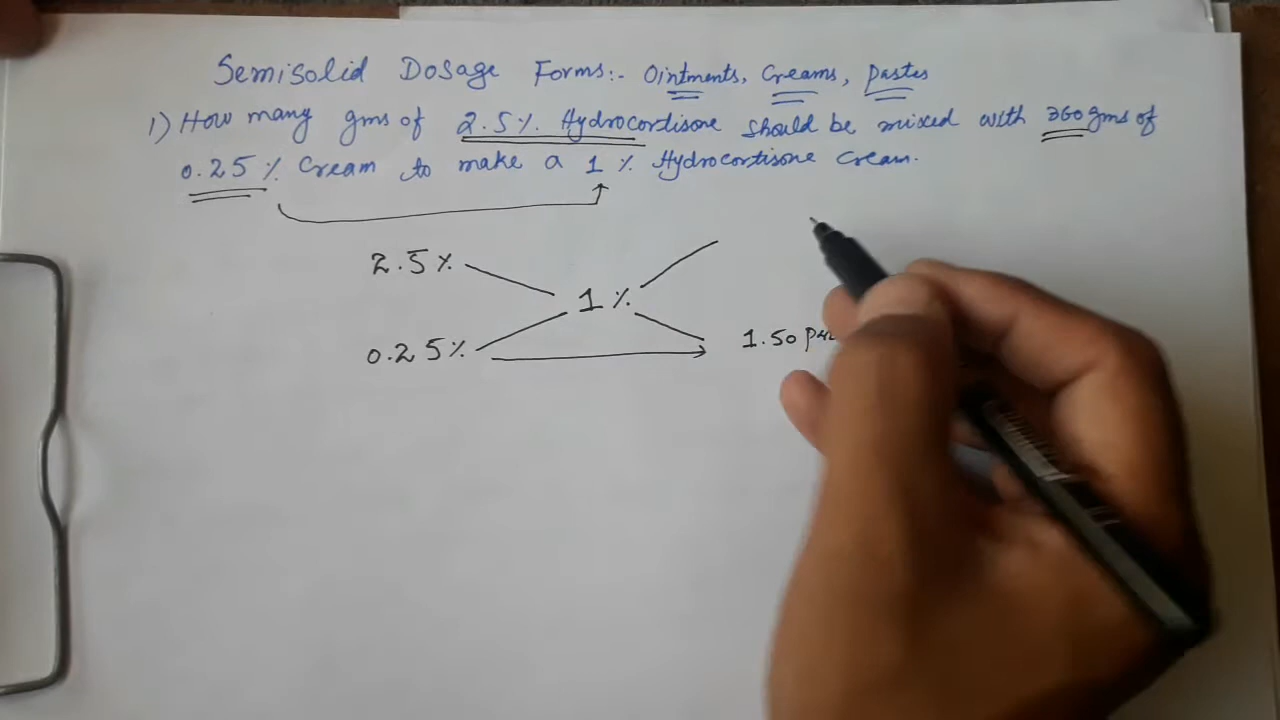 Semisolid Dosage Forms:- Ointments, Creams, Pastes
1) How many gms of 2.5 % Hydrocortisone should be mixed with 360 gms of
0.25 % Cream to make a 1 % Hydrocortisone Cream.
2.5 %
1 %
0.25 % 1.50